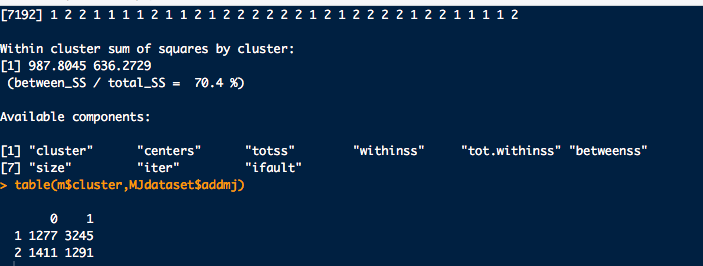 [7192] 1 2 2 1 1 1 1 2 1 1 2 1 2 2 2 2 2 2 1 2 1 2 2 2 2 1 2 2 1 1 1 1 2
Within cluster sum of squares by cluster:
[1] 987.8045 636.2729
(between_SS / total_SS = 70.4 %)
Available components:
[1] "cluster" "centers" "totss" "withinss" "tot.withinss" "betweenss"
[7] "size" "iter" "ifault"
> table(m$cluster,MJdataset$addmj)
0 1
1 1277 3245
2 1411 1291